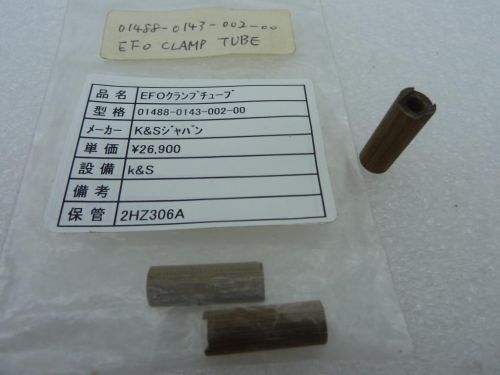 01488-0143-002-00
EFO CLAMP TUBE
品名 EFOクランプチューブ
型格 01488-0143-002-00
メーカー K&Sジャパン
単価 ¥26,900
設備 k&S
備考
保管 2HZ306A